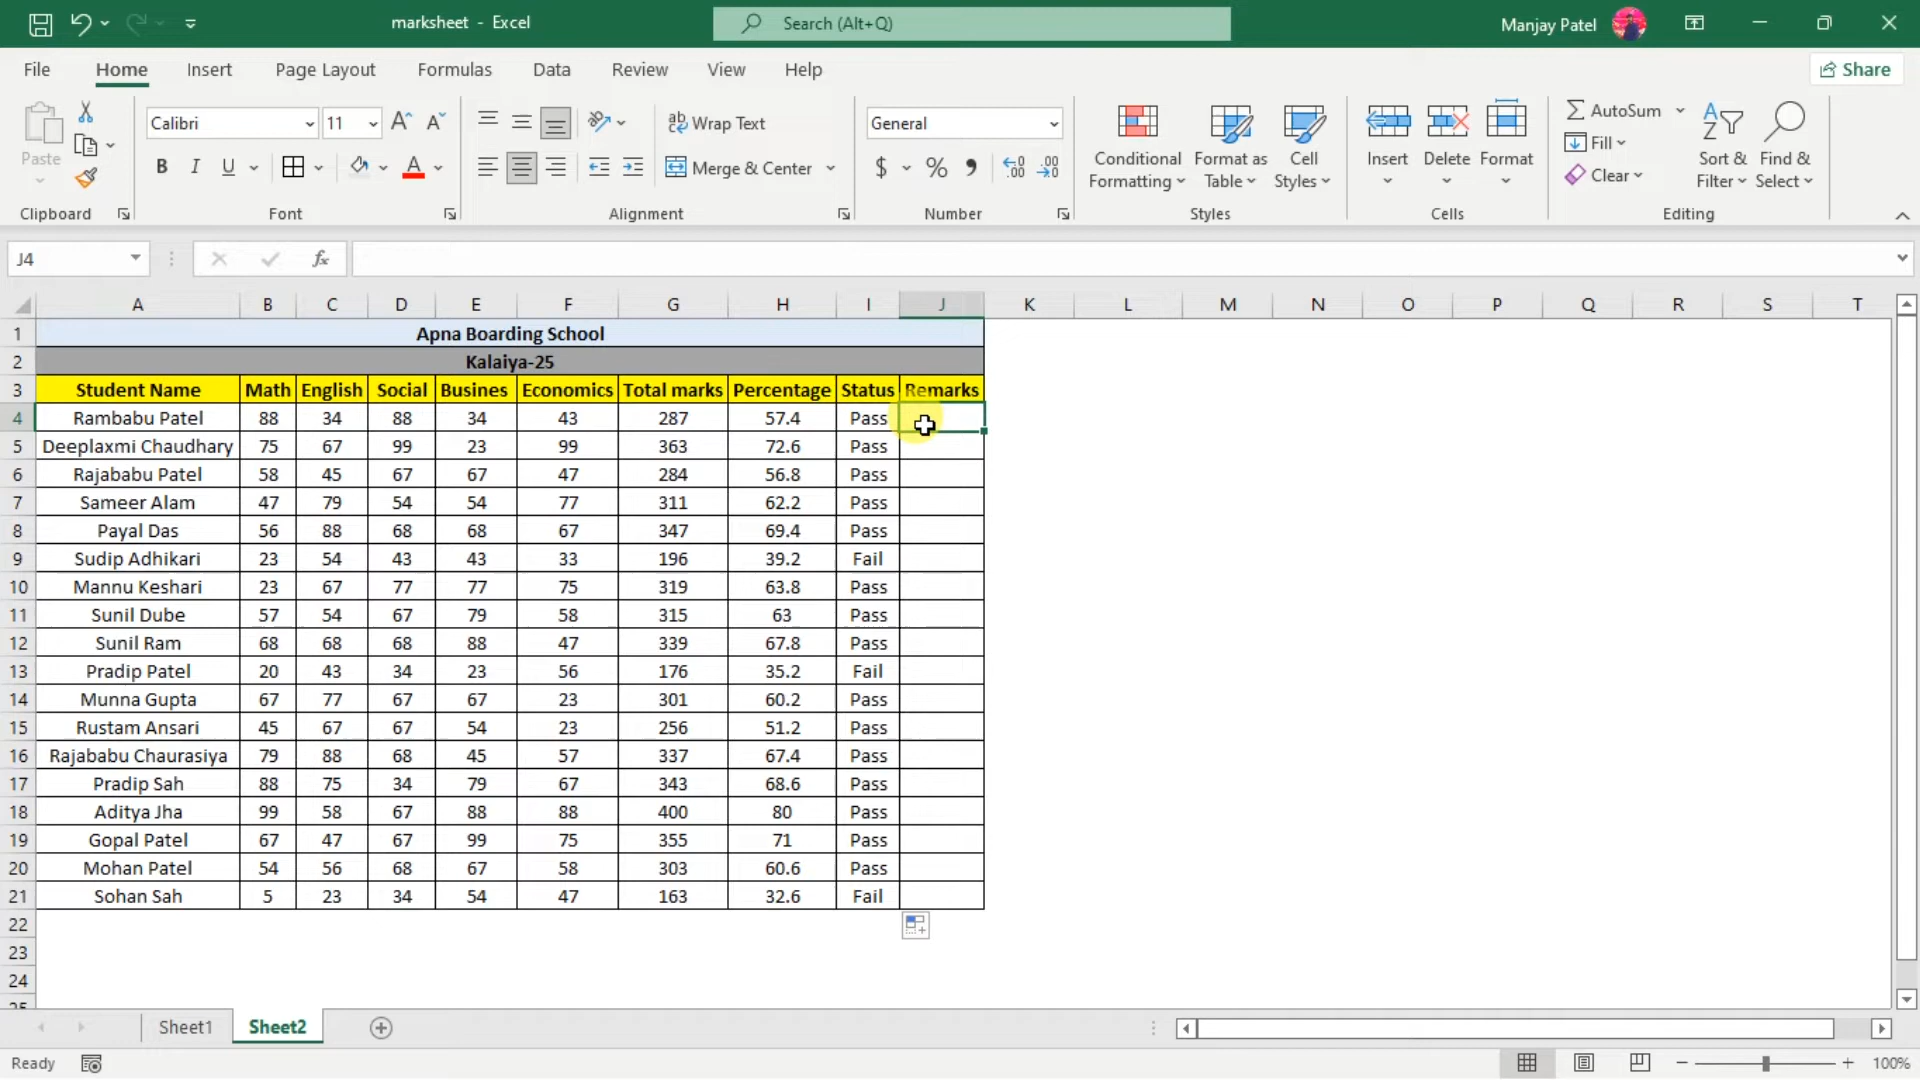 marksheet - Excel
Search (Alt+Q)
Manjay Patel
File Home Insert Page Layout Formulas Data Review View Help
Share
Paste
Clipboard
Calibri 11
B I U
Font
Wrap Text
Merge & Center
Alignment
General
$ % 9
Number
Conditional Formatting
Format as Table
Cell Styles
Styles
Insert Delete Format
Cells
AutoSum
Fill
Clear
Sort & Filter
Find & Select
Editing
J4
fx
A B C D E F G H I J K L M N O P Q R S T
1 Apna Boarding School
2 Kalaiya-25
3 Student Name Math English Social Busines Economics Total marks Percentage Status Remarks
4 Rambabu Patel 88 34 88 34 43 287 57.4 Pass
5 Deeplaxmi Chaudhary 75 67 99 23 99 363 72.6 Pass
6 Rajababu Patel 58 45 67 67 47 284 56.8 Pass
7 Sameer Alam 47 79 54 54 77 311 62.2 Pass
8 Payal Das 56 88 68 68 67 347 69.4 Pass
9 Sudip Adhikari 23 54 43 43 33 196 39.2 Fail
10 Mannu Keshari 23 67 77 77 75 319 63.8 Pass
11 Sunil Dube 57 54 67 79 58 315 63 Pass
12 Sunil Ram 68 68 68 88 47 339 67.8 Pass
13 Pradip Patel 20 43 34 23 56 176 35.2 Fail
14 Munna Gupta 67 77 67 67 23 301 60.2 Pass
15 Rustam Ansari 45 67 67 54 23 256 51.2 Pass
16 Rajababu Chaurasiya 79 88 68 45 57 337 67.4 Pass
17 Pradip Sah 88 75 34 79 67 343 68.6 Pass
18 Aditya Jha 99 58 67 88 88 400 80 Pass
19 Gopal Patel 67 47 67 99 75 355 71 Pass
20 Mohan Patel 54 56 68 67 58 303 60.6 Pass
21 Sohan Sah 5 23 34 54 47 163 32.6 Fail
22
23
24
25
Sheet1 Sheet2
Ready
100%